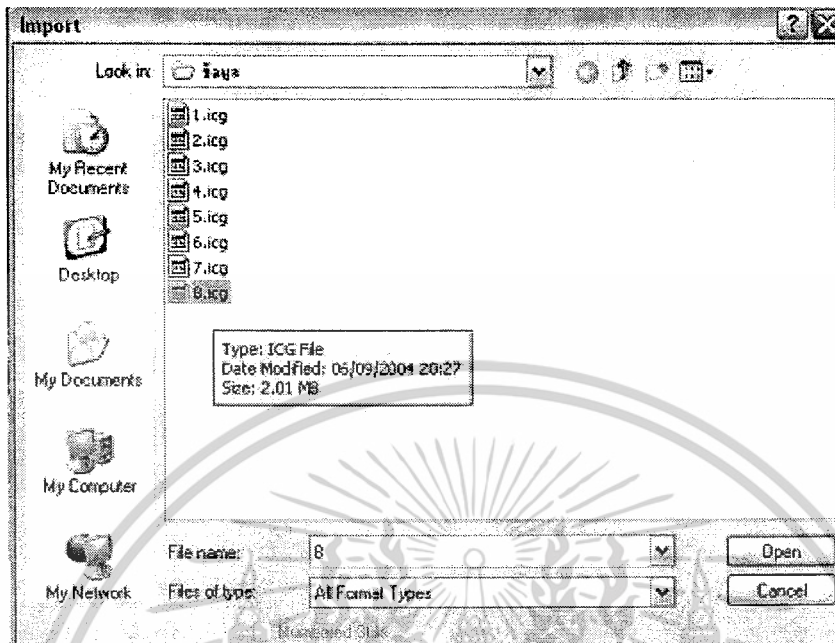 Import
Look in:
1.icg
2.icg
3.icg
4.icg
5.icg
6.icg
7.icg
8.icg
My Recent
Documents
Desktop
My Documents
My Computer
My Network
Type: ICG File
Date Modified: 06/09/2004 20:27
Size: 2.01 MB
File name: 8 Open
Files of type: All Format Types Cancel